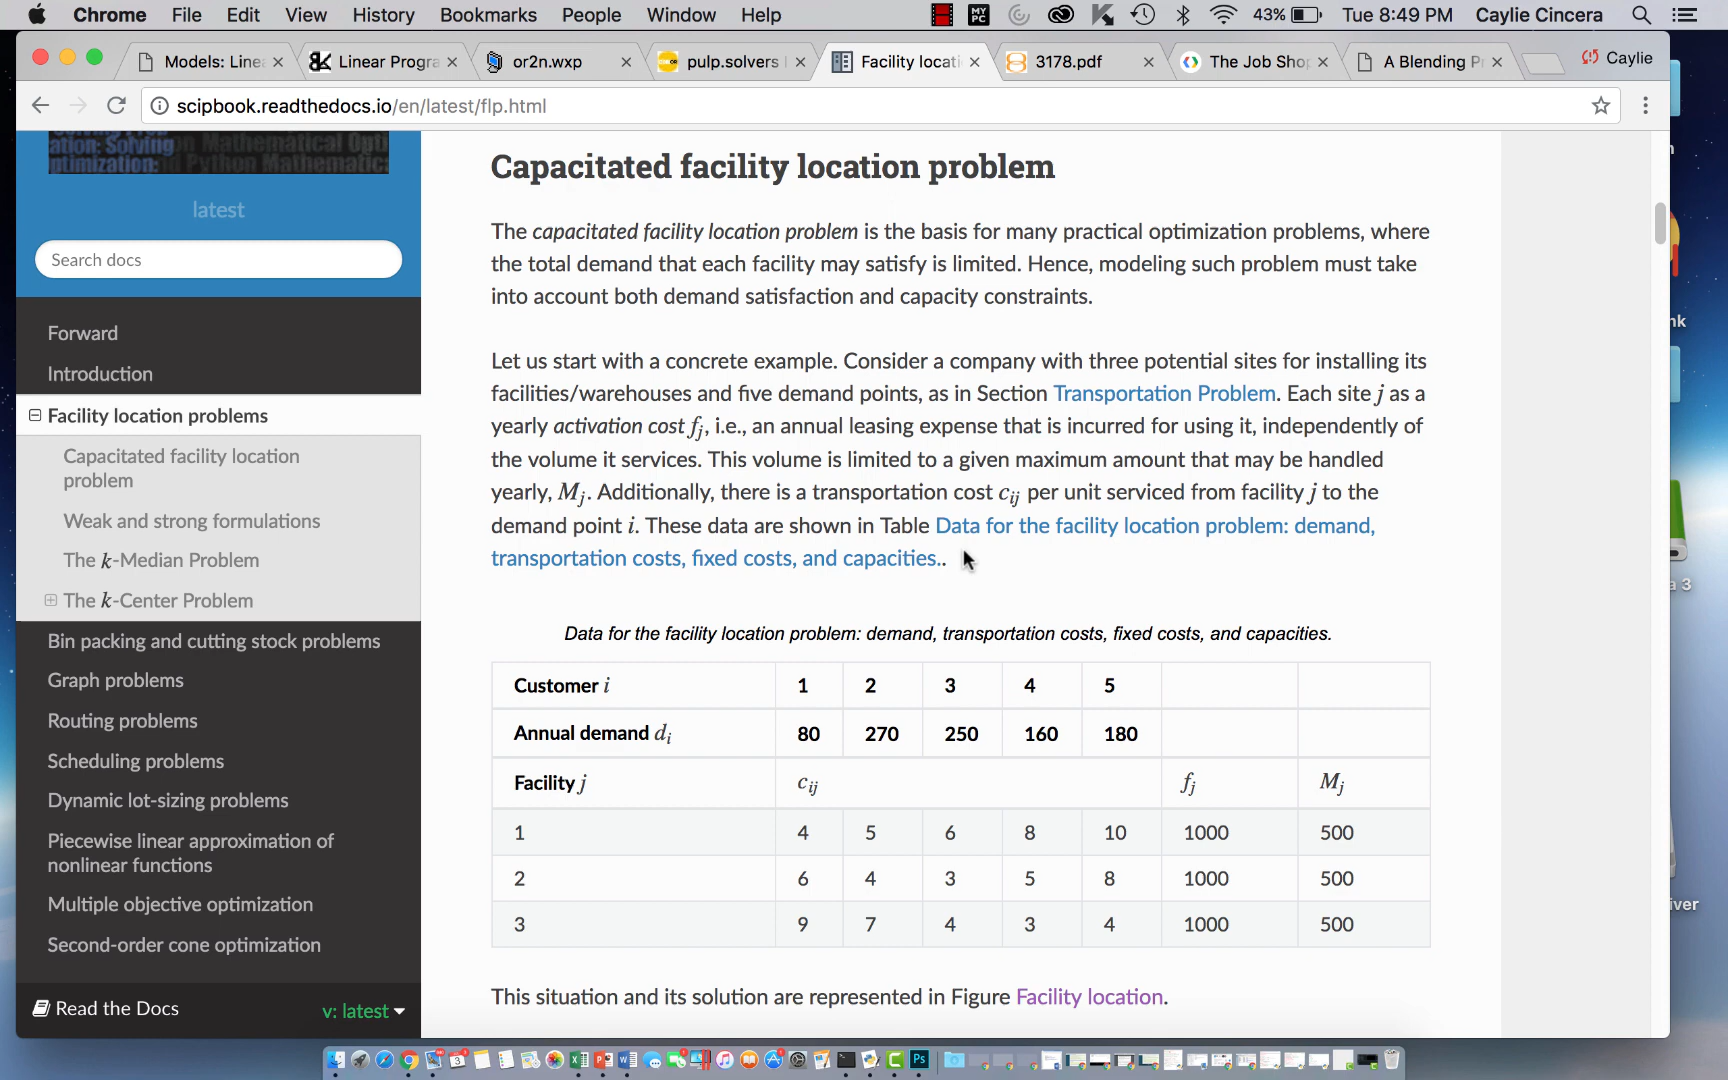 Chrome File Edit View History Bookmarks People Window Help MY PC 43% Tue 8:49 PM Caylie Cincera
Models: Linea Linear Progra or2n.wxp pulp.solvers Facility locati 3178.pdf The Job Shop A Blending P Caylie
scipbook.readthedocs.io/en/latest/flp.html
latest
Search docs
Forward
Introduction
Facility location problems
Capacitated facility location
problem
Weak and strong formulations
The k-Median Problem
The k-Center Problem
Bin packing and cutting stock problems
Graph problems
Routing problems
Scheduling problems
Dynamic lot-sizing problems
Piecewise linear approximation of
nonlinear functions
Multiple objective optimization
Second-order cone optimization
Read the Docs v: latest
Capacitated facility location problem
The capacitated facility location problem is the basis for many practical optimization problems, where
the total demand that each facility may satisfy is limited. Hence, modeling such problem must take
into account both demand satisfaction and capacity constraints.
Let us start with a concrete example. Consider a company with three potential sites for installing its
facilities/warehouses and five demand points, as in Section Transportation Problem. Each site j as a
yearly activation cost fj, i.e., an annual leasing expense that is incurred for using it, independently of
the volume it services. This volume is limited to a given maximum amount that may be handled
yearly, Mj. Additionally, there is a transportation cost cij per unit serviced from facility j to the
demand point i. These data are shown in Table Data for the facility location problem: demand,
transportation costs, fixed costs, and capacities..
Data for the facility location problem: demand, transportation costs, fixed costs, and capacities.
Customer i 1 2 3 4 5
Annual demand di 80 270 250 160 180
Facility j cij fj Mj
1 4 5 6 8 10 1000 500
2 6 4 3 5 8 1000 500
3 9 7 4 3 4 1000 500
This situation and its solution are represented in Figure Facility location.